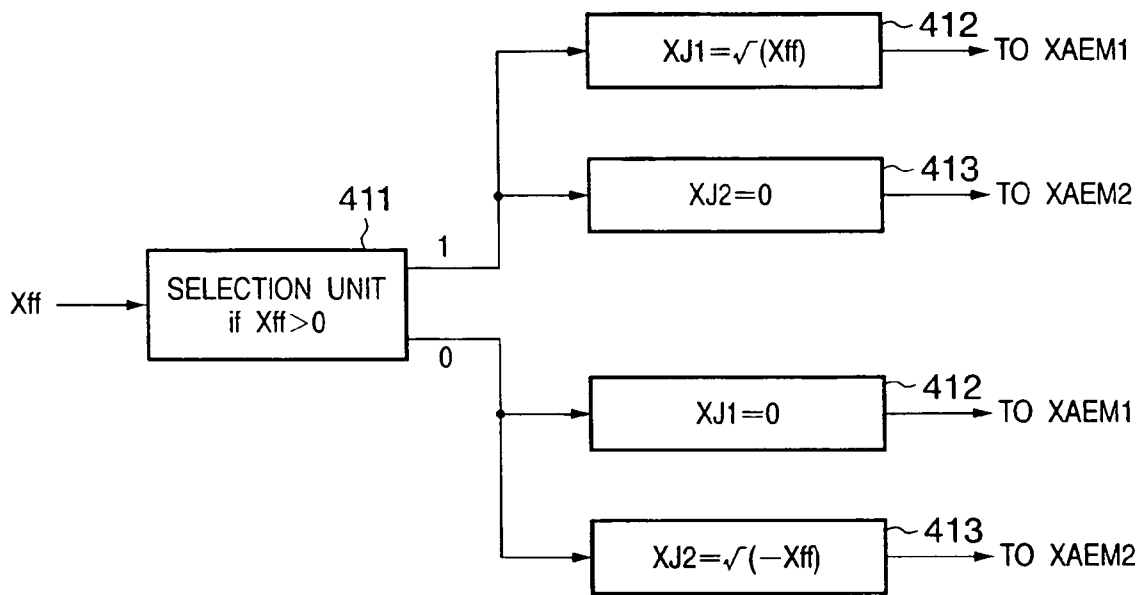 412
XJ1=√(Xff)
TO XAEM1
413
XJ2=0
TO XAEM2
411
1
Xff
SELECTION UNIT
if Xff>0
0
412
XJ1=0
TO XAEM1
413
XJ2=√(−Xff)
TO XAEM2